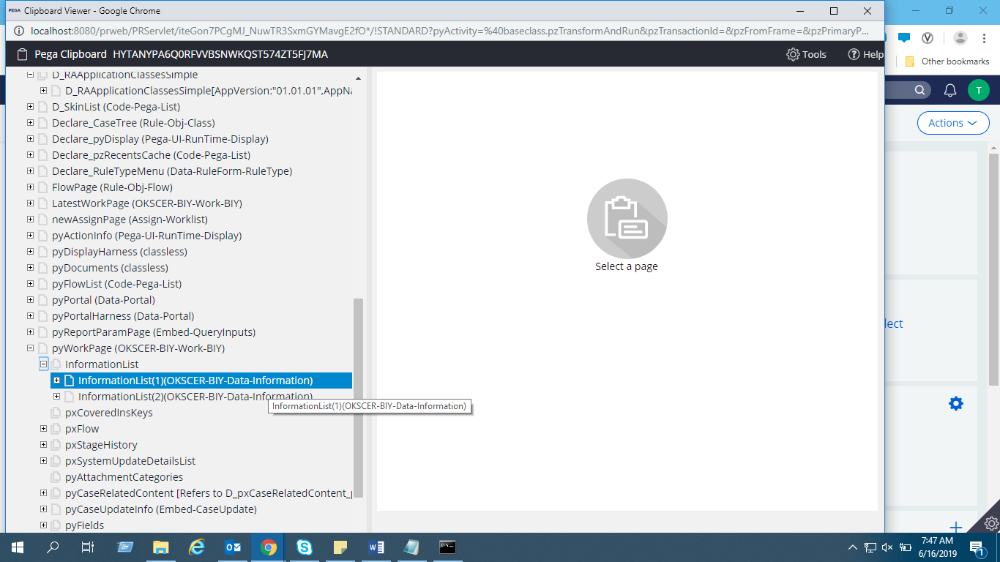 PEGA Clipboard Viewer - Google Chrome
localhost:8080/prweb/PRServlet/iteGon7PCgMJ_NuwTR3SxmGYMavgE2fO*/!STANDARD?pyActivity=%40baseclass.pzTransformAndRun&pzTransactionId=&pzFromFrame=&pzPrimaryP...
Other bookmarks
Pega Clipboard HYTANYPA6Q0RFVVBSNWKQST574ZT5FJ7MA
Tools
Help
T
Actions
D_RAApplicationClassesSimple
D_RAApplicationClassesSimple[AppVersion:"01.01.01",AppNa
D_SkinList (Code-Pega-List)
Declare_CaseTree (Rule-Obj-Class)
Declare_pyDisplay (Pega-UI-RunTime-Display)
Declare_pzRecentsCache (Code-Pega-List)
Declare_RuleTypeMenu (Data-RuleForm-RuleType)
FlowPage (Rule-Obj-Flow)
LatestWorkPage (OKSCER-BIY-Work-BIY)
newAssignPage (Assign-Worklist)
pyActionInfo (Pega-UI-RunTime-Display)
pyDisplayHarness (classless)
pyDocuments (classless)
pyFlowList (Code-Pega-List)
pyPortal (Data-Portal)
pyPortalHarness (Data-Portal)
pyReportParamPage (Embed-QueryInputs)
pyWorkPage (OKSCER-BIY-Work-BIY)
InformationList
InformationList(1)(OKSCER-BIY-Data-Information)
InformationList(2)(OKSCER-BIY-Data-Information)
InformationList(1)(OKSCER-BIY-Data-Information)
pxCoveredInsKeys
pxFlow
pxStageHistory
pxSystemUpdateDetailsList
pyAttachmentCategories
pyCaseRelatedContent [Refers to D_pxCaseRelatedContent_p
pyCaseUpdateInfo (Embed-CaseUpdate)
pyFields
Select a page
lect
7:47 AM
6/16/2019
1